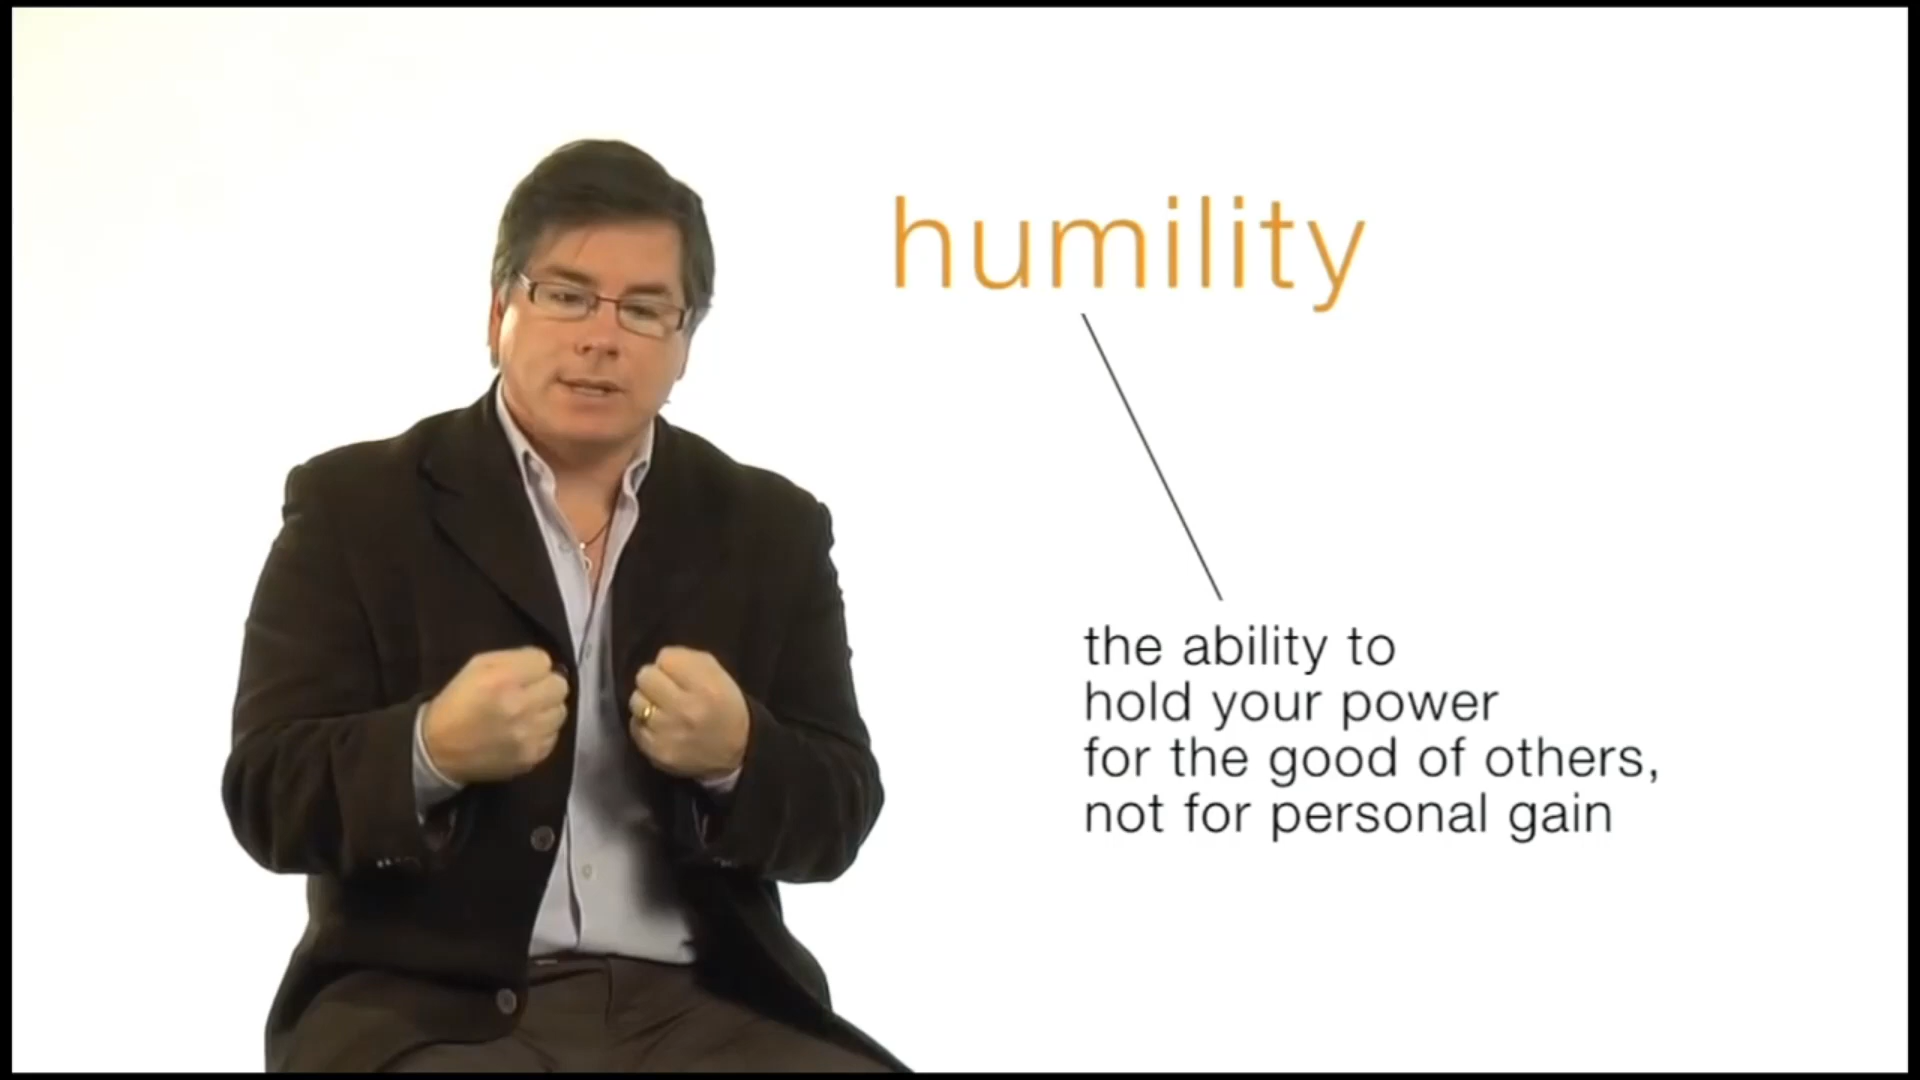 humility
the ability to
hold your power
for the good of others,
not for personal gain